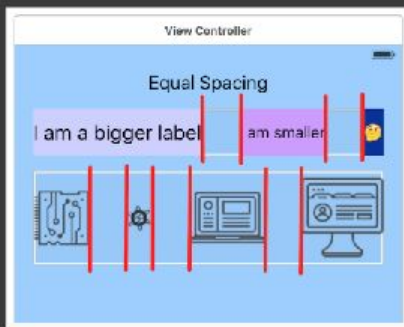 View Controller
Equal Spacing
I am a bigger label
am smaller
🤔